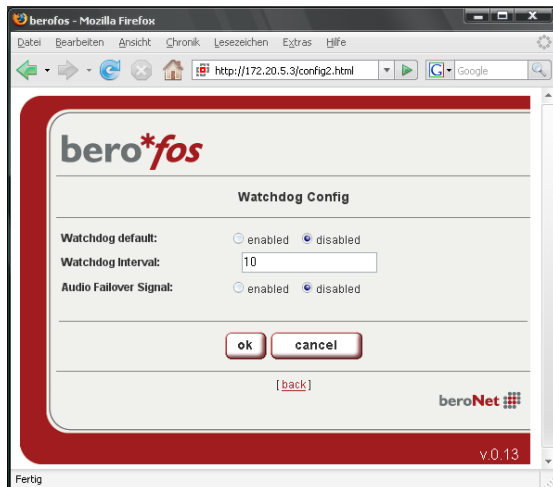 berofos - Mozilla Firefox
Datei Bearbeiten Ansicht Chronik Lesezeichen Extras Hilfe
http://172.20.5.3/config2.html G Google
bero*fos
Watchdog Config
Watchdog default: enabled disabled
Watchdog Interval: 10
Audio Failover Signal: enabled disabled
ok cancel
[ back ]
beroNet
v.0.13
Fertig